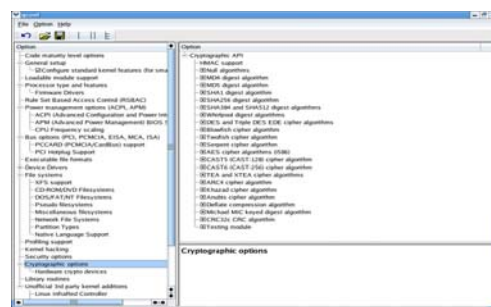 qconf
File Option Help
Option
Code maturity level options
General setup
Configure standard kernel features (for sma
Loadable module support
Processor type and features
Firmware Drivers
Rule Set Based Access Control (RSBAC)
Power management options (ACPI, APM)
ACPI (Advanced Configuration and Power Inte
APM (Advanced Power Management) BIOS S
CPU Frequency scaling
Bus options (PCI, PCMCIA, EISA, MCA, ISA)
PCCARD (PCMCIA/CardBus) support
PCI Hotplug Support
Executable file formats
Device Drivers
File systems
XFS support
CD-ROM/DVD Filesystems
DOS/FAT/NT Filesystems
Pseudo filesystems
Miscellaneous filesystems
Network File Systems
Partition Types
Native Language Support
Profiling support
Kernel hacking
Security options
Cryptographic options
Hardware crypto devices
Library routines
Unofficial 3rd party kernel additions
Linux InfraRed Controller
Option
Cryptographic API
HMAC support
Null algorithms
MD4 digest algorithm
MD5 digest algorithm
SHA1 digest algorithm
SHA256 digest algorithm
SHA384 and SHA512 digest algorithms
Whirlpool digest algorithms
DES and Triple DES EDE cipher algorithms
Blowfish cipher algorithm
Twofish cipher algorithm
Serpent cipher algorithm
AES cipher algorithms (i586)
CAST5 (CAST-128) cipher algorithm
CAST6 (CAST-256) cipher algorithm
TEA and XTEA cipher algorithms
ARC4 cipher algorithm
Khazad cipher algorithm
Anubis cipher algorithm
Deflate compression algorithm
Michael MIC keyed digest algorithm
CRC32c CRC algorithm
Testing module
Cryptographic options